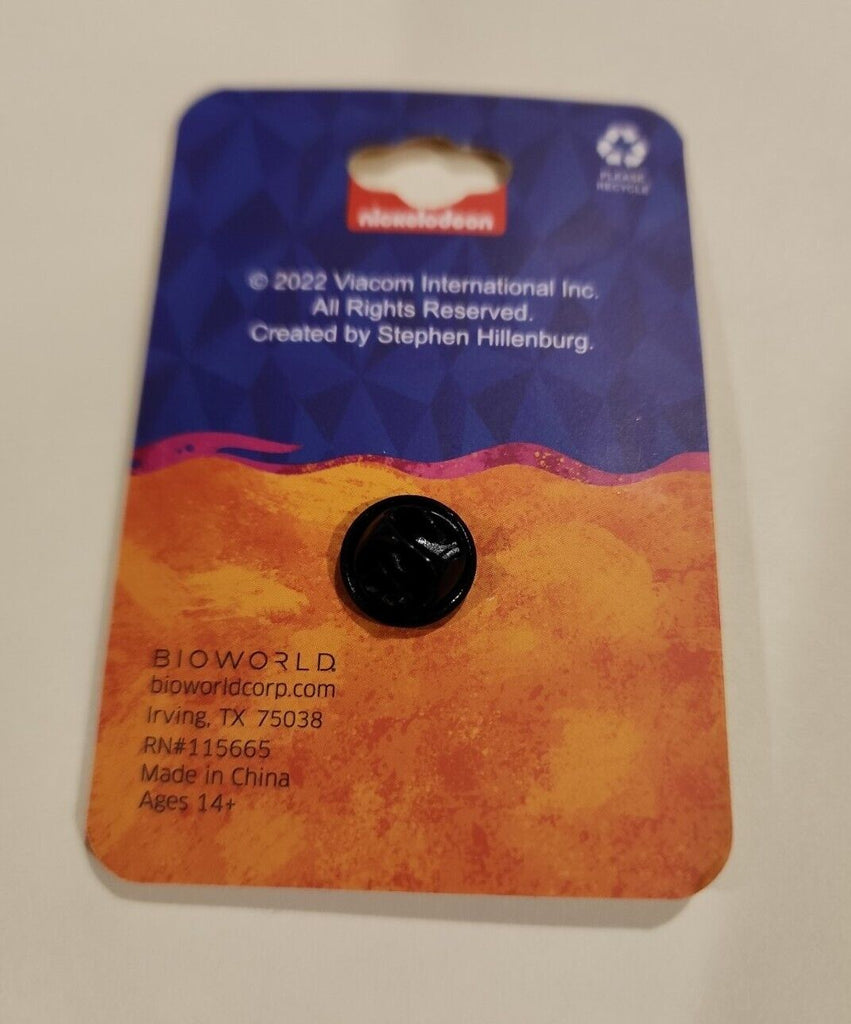 nickelodeon
PLEASE
RECYCLE
© 2022 Viacom International Inc.
All Rights Reserved.
Created by Stephen Hillenburg.
BIOWORLD
bioworldcorp.com
Irving, TX 75038
RN#115665
Made in China
Ages 14+